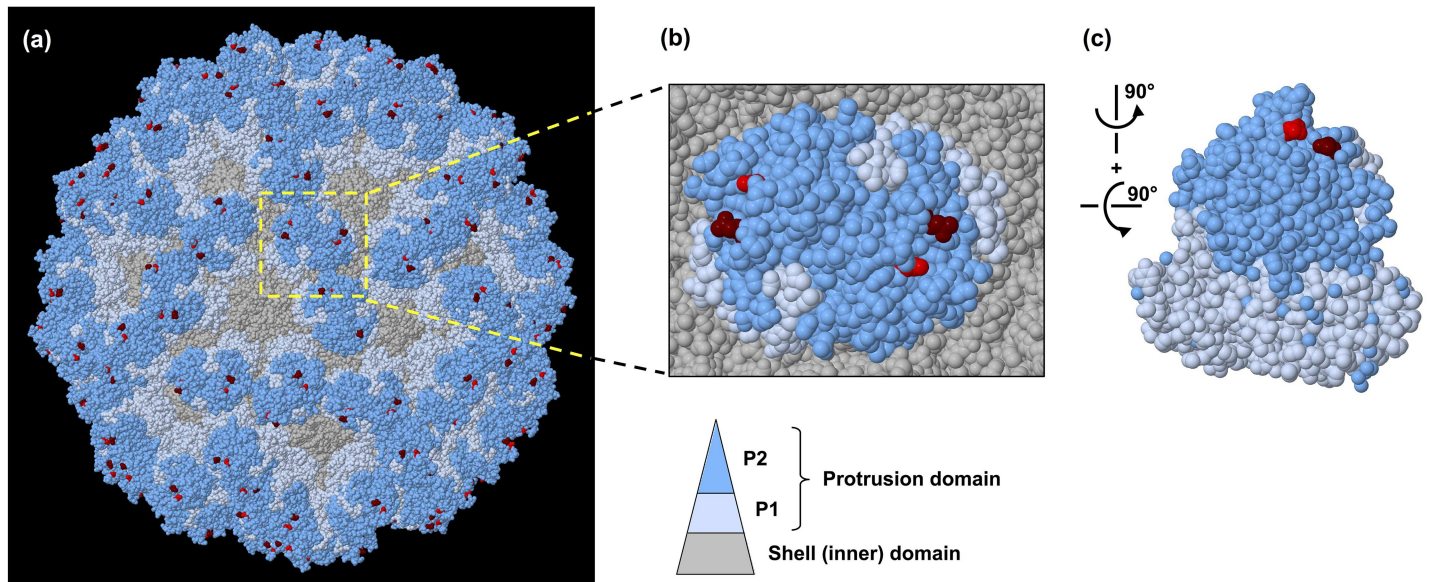 (a)
(b)
(c)
90°
+
90°
P2
P1
Protrusion domain
Shell (inner) domain